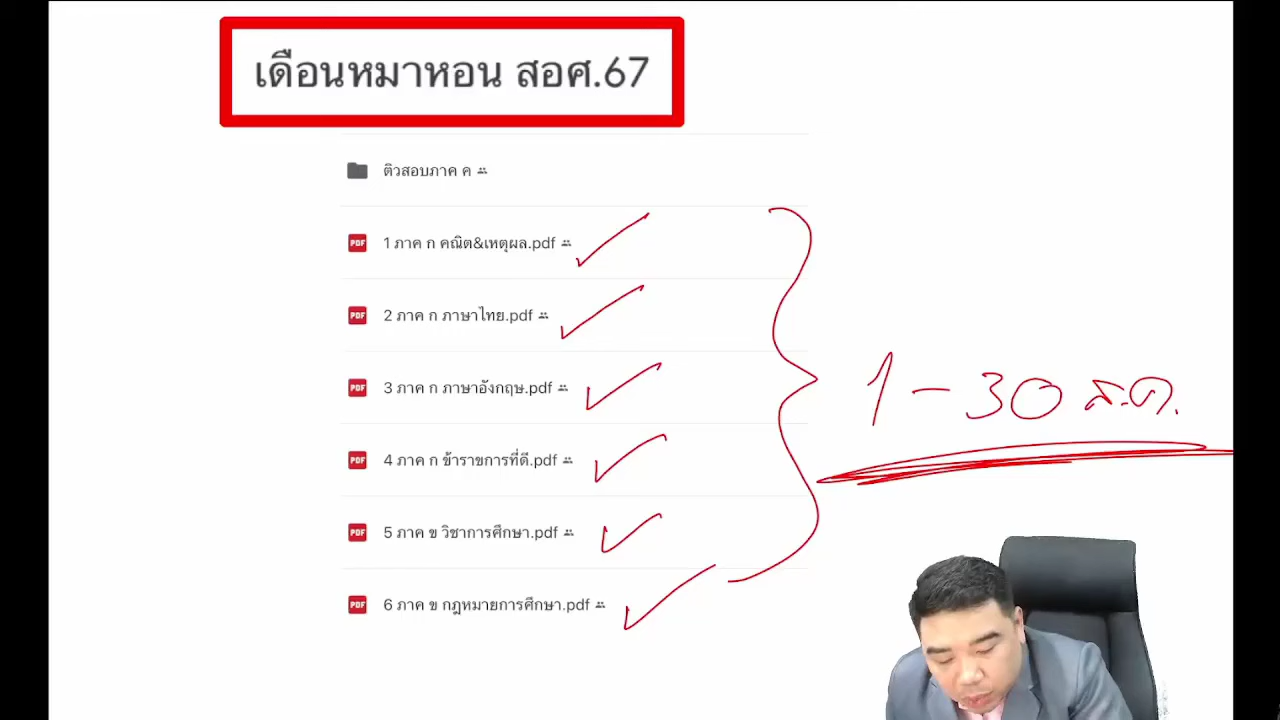 เดือนหมาหอน สอศ.67
ติวสอบภาค ค
PDF 1 ภาค ก คณิต&เหตุผล.pdf
PDF 2 ภาค ก ภาษาไทย.pdf
PDF 3 ภาค ก ภาษาอังกฤษ.pdf
1 - 30 ส.ค.
PDF 4 ภาค ก ข้าราชการที่ดี.pdf
PDF 5 ภาค ข วิชาการศึกษา.pdf
PDF 6 ภาค ข กฎหมายการศึกษา.pdf